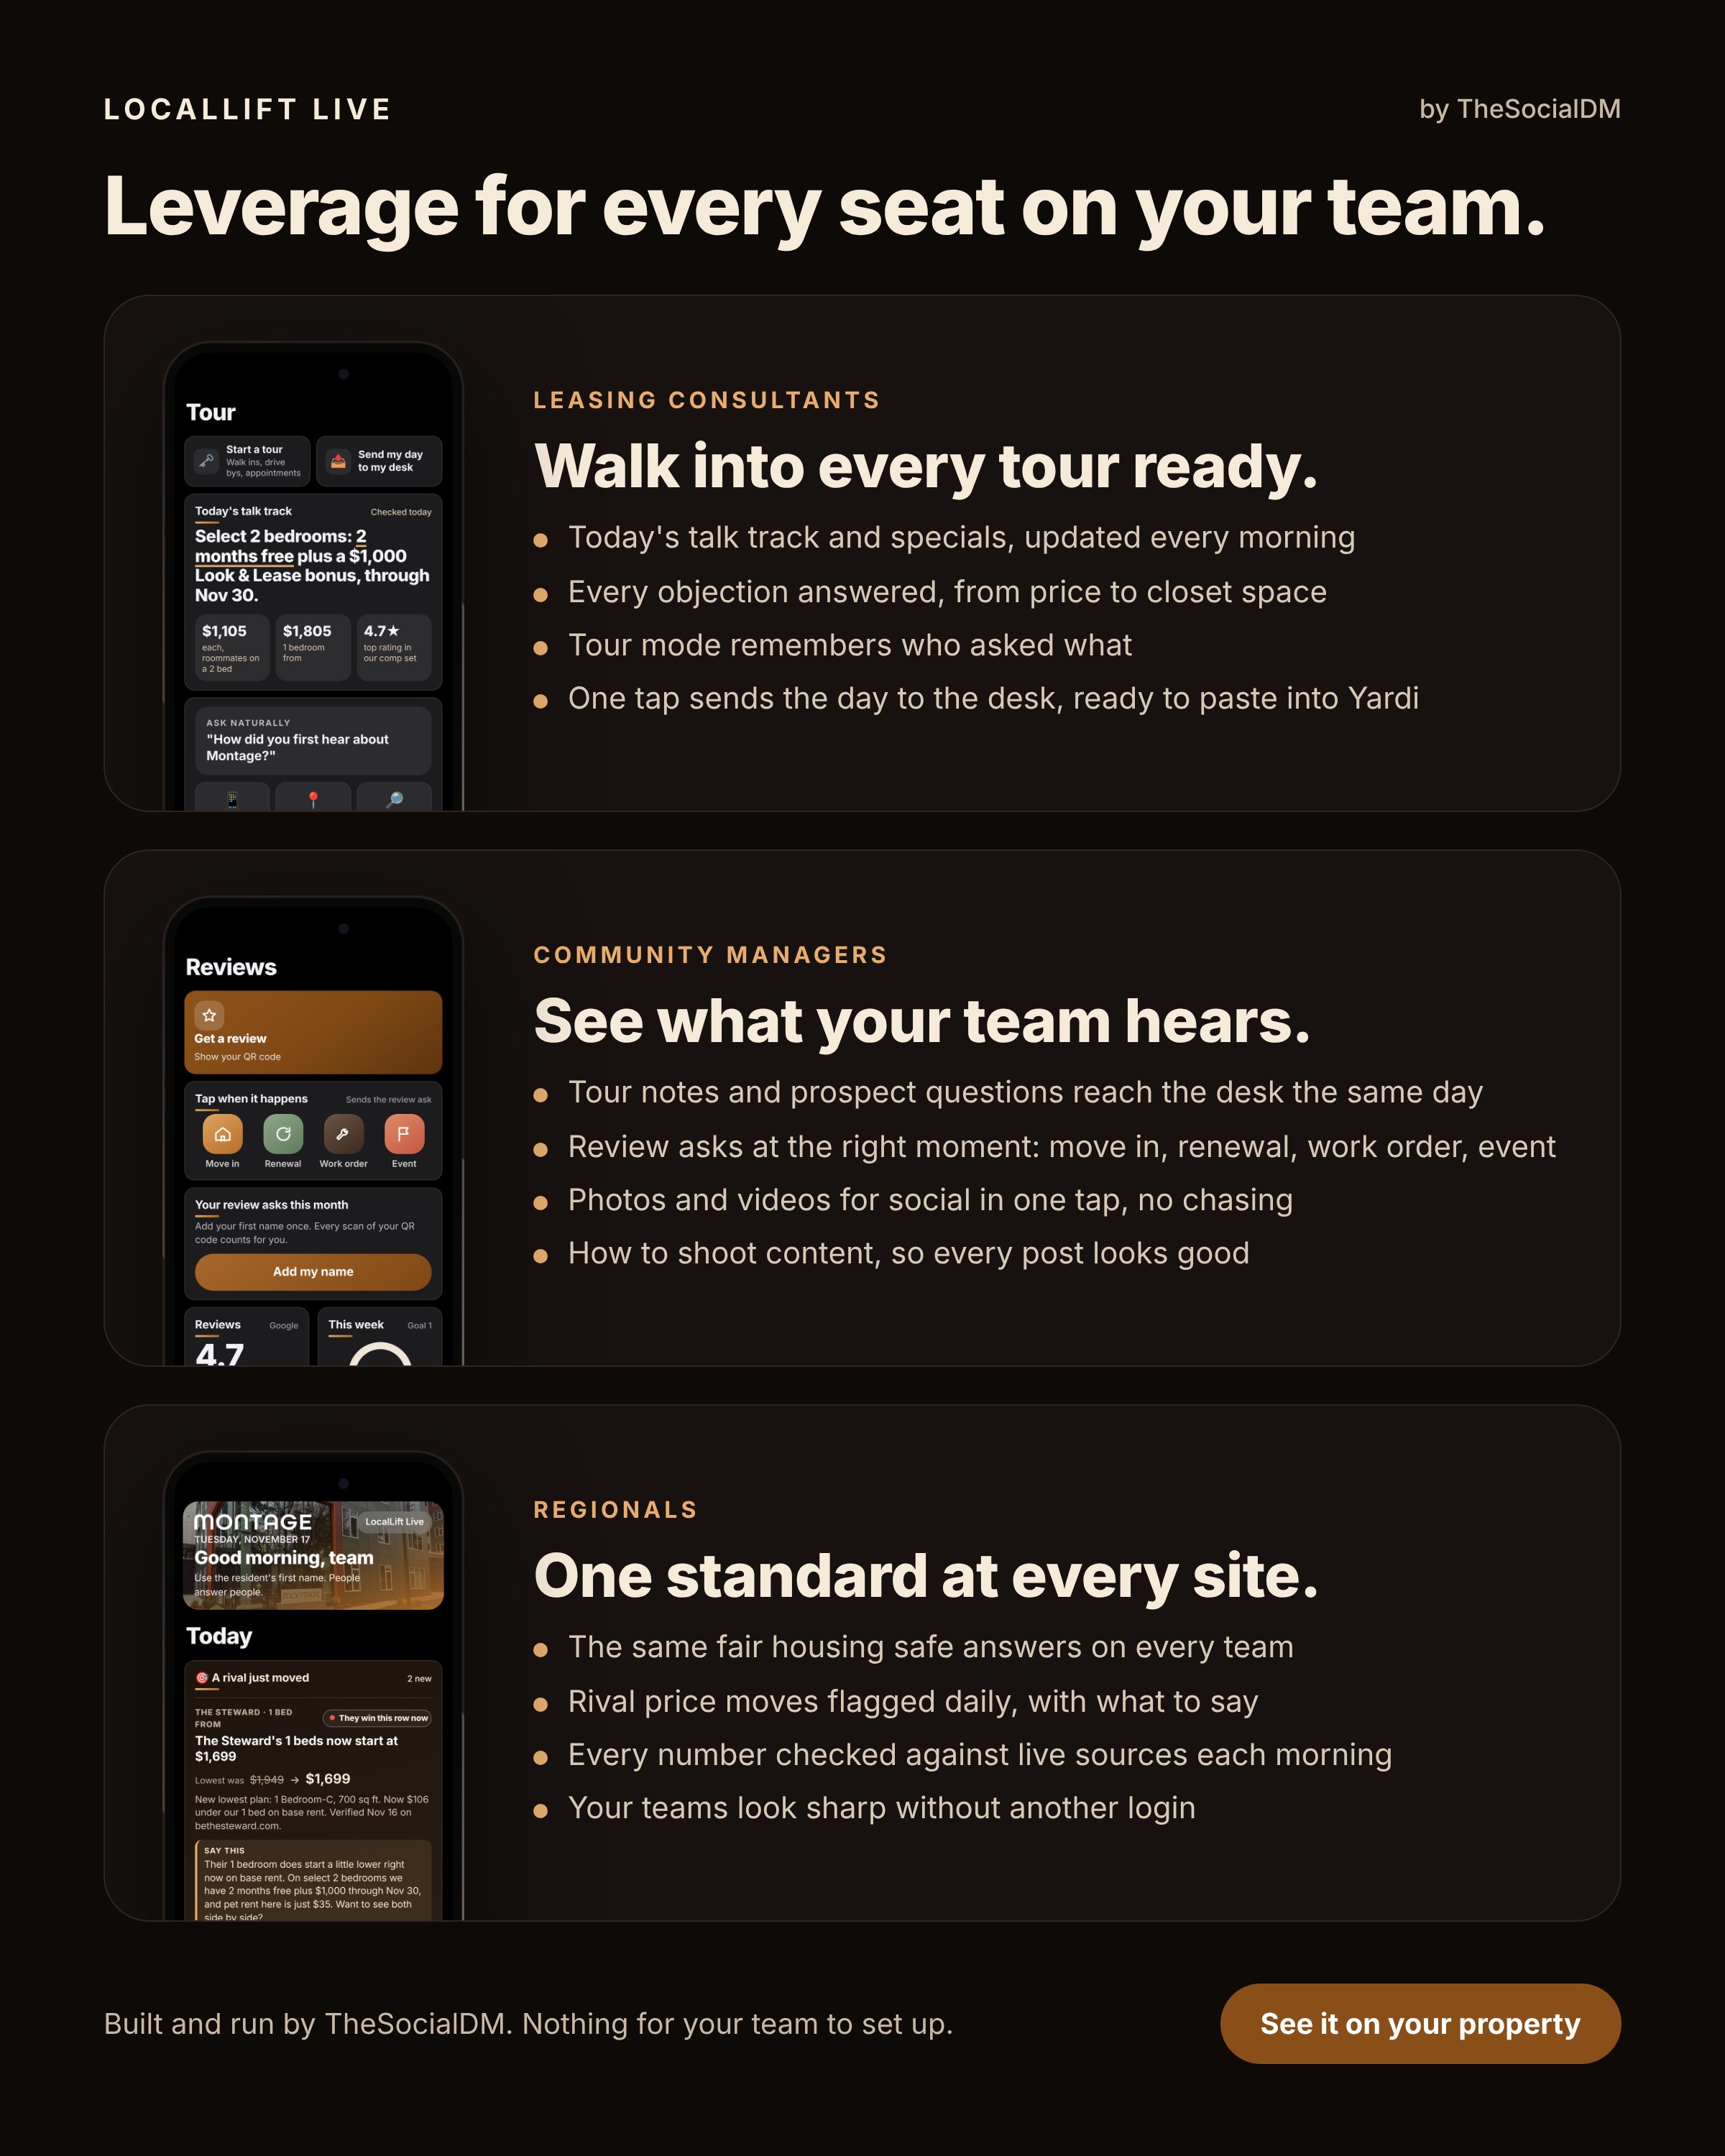 LOCALLIFT LIVE
by TheSocialDM
Leverage for every seat on your team.
Tour
Start a tour
Walk ins, drive
bys, appointments
Send my day
to my desk
Today's talk track
Checked today
Select 2 bedrooms: 2
months free plus a $1,000
Look & Lease bonus, through
Nov 30.
$1,105
each,
roommates on
a 2 bed
$1,805
1 bedroom
from
4.7★
top rating in
our comp set
ASK NATURALLY
"How did you first hear about
Montage?"
LEASING CONSULTANTS
Walk into every tour ready.
Today's talk track and specials, updated every morning
Every objection answered, from price to closet space
Tour mode remembers who asked what
One tap sends the day to the desk, ready to paste into Yardi
Reviews
Get a review
Show your QR code
Tap when it happens
Sends the review ask
Move in
Renewal
Work order
Event
Your review asks this month
Add your first name once. Every scan of your QR
code counts for you.
Add my name
Reviews
Google
4.7
This week
Goal 1
COMMUNITY MANAGERS
See what your team hears.
Tour notes and prospect questions reach the desk the same day
Review asks at the right moment: move in, renewal, work order, event
Photos and videos for social in one tap, no chasing
How to shoot content, so every post looks good
MONTAGE
LocalLift Live
TUESDAY, NOVEMBER 17
Good morning, team
Use the resident's first name. People
answer people.
Today
🎯 A rival just moved
2 new
THE STEWARD · 1 BED
FROM
They win this row now
The Steward's 1 beds now start at
$1,699
Lowest was $1,949 → $1,699
New lowest plan: 1 Bedroom-C, 700 sq ft. Now $106
under our 1 bed on base rent. Verified Nov 16 on
bethesteward.com.
SAY THIS
Their 1 bedroom does start a little lower right
now on base rent. On select 2 bedrooms we
have 2 months free plus $1,000 through Nov 30,
and pet rent here is just $35. Want to see both
side by side?
REGIONALS
One standard at every site.
The same fair housing safe answers on every team
Rival price moves flagged daily, with what to say
Every number checked against live sources each morning
Your teams look sharp without another login
Built and run by TheSocialDM. Nothing for your team to set up.
See it on your property